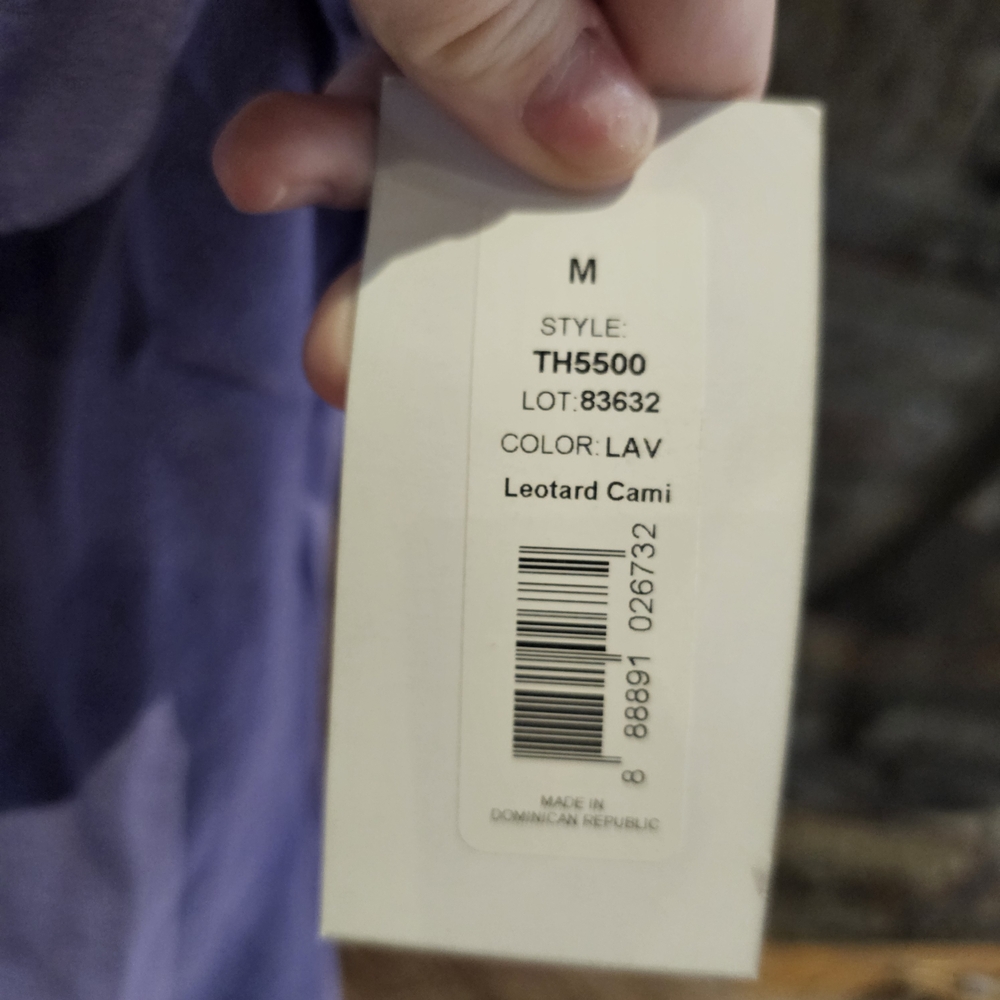 M
STYLE:
TH5500
LOT:83632
COLOR: LAV
Leotard Cami
8 88891 026732
MADE IN
DOMINICAN REPUBLIC